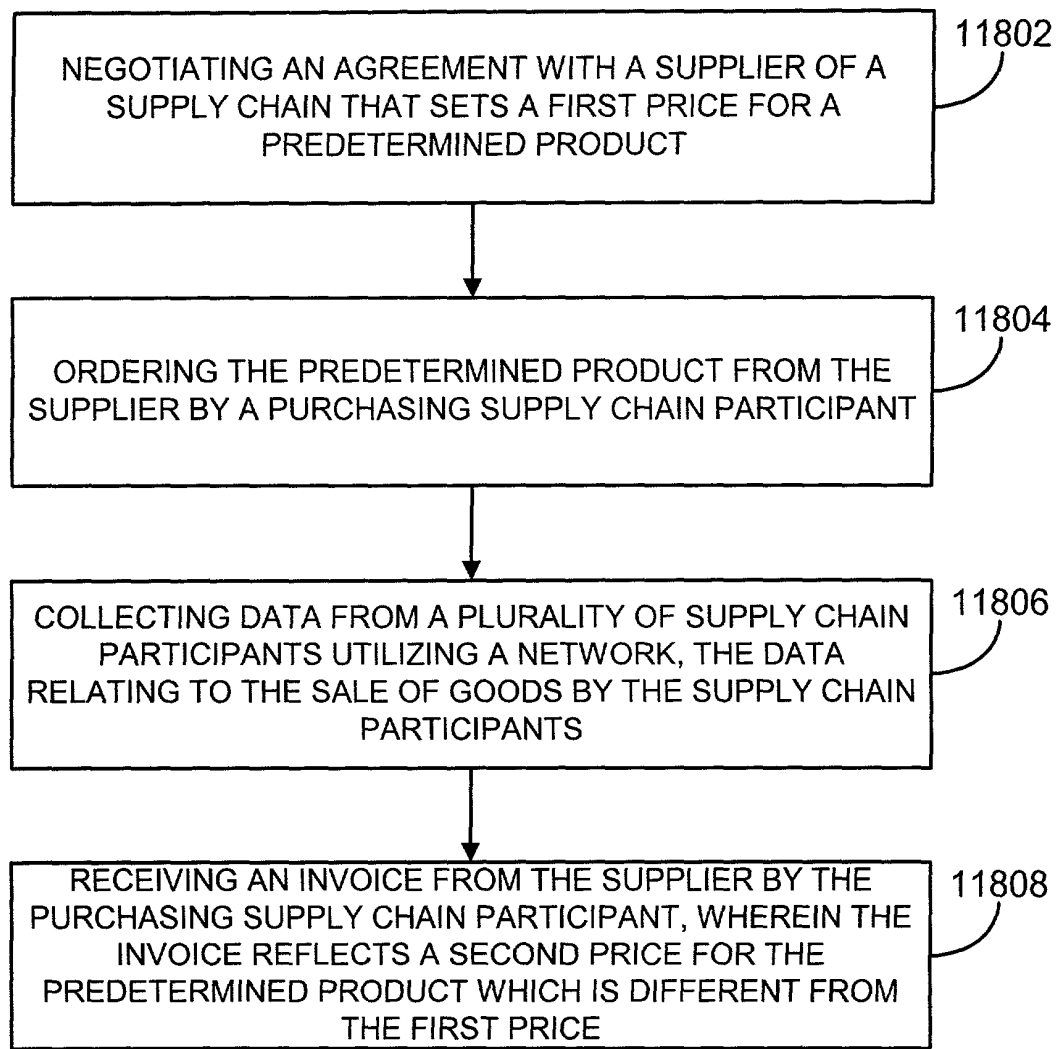 11802
NEGOTIATING AN AGREEMENT WITH A SUPPLIER OF A
SUPPLY CHAIN THAT SETS A FIRST PRICE FOR A
PREDETERMINED PRODUCT
11804
ORDERING THE PREDETERMINED PRODUCT FROM THE
SUPPLIER BY A PURCHASING SUPPLY CHAIN PARTICIPANT
11806
COLLECTING DATA FROM A PLURALITY OF SUPPLY CHAIN
PARTICIPANTS UTILIZING A NETWORK, THE DATA
RELATING TO THE SALE OF GOODS BY THE SUPPLY CHAIN
PARTICIPANTS
11808
RECEIVING AN INVOICE FROM THE SUPPLIER BY THE
PURCHASING SUPPLY CHAIN PARTICIPANT, WHEREIN THE
INVOICE REFLECTS A SECOND PRICE FOR THE
PREDETERMINED PRODUCT WHICH IS DIFFERENT FROM
THE FIRST PRICE